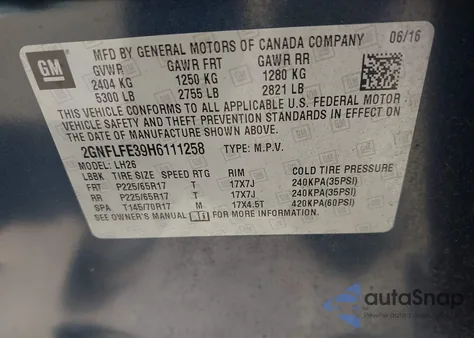 GM
MFD BY GENERAL MOTORS OF CANADA COMPANY 06/16
GVWR GAWR FRT GAWR RR
2404 KG 1250 KG 1280 KG
5300 LB 2755 LB 2821 LB
THIS VEHICLE CONFORMS TO ALL APPLICABLE U.S. FEDERAL MOTOR
VEHICLE SAFETY AND THEFT PREVENTION STANDARDS IN EFFECT ON
THE DATE OF MANUFACTURE SHOWN ABOVE.
2GNFLFE39H6111258 TYPE: M.P.V.
MODEL: LH26
LBBK TIRE SIZE SPEED RTG RIM COLD TIRE PRESSURE
FRT P225/65R17 T 17X7J 240KPA(35PSI)
RR P225/65R17 T 17X7J 240KPA(35PSI)
SPA T145/70R17 M 17X4.5T 420KPA(60PSI)
SEE OWNER'S MANUAL i FOR MORE INFORMATION.
autoSnap